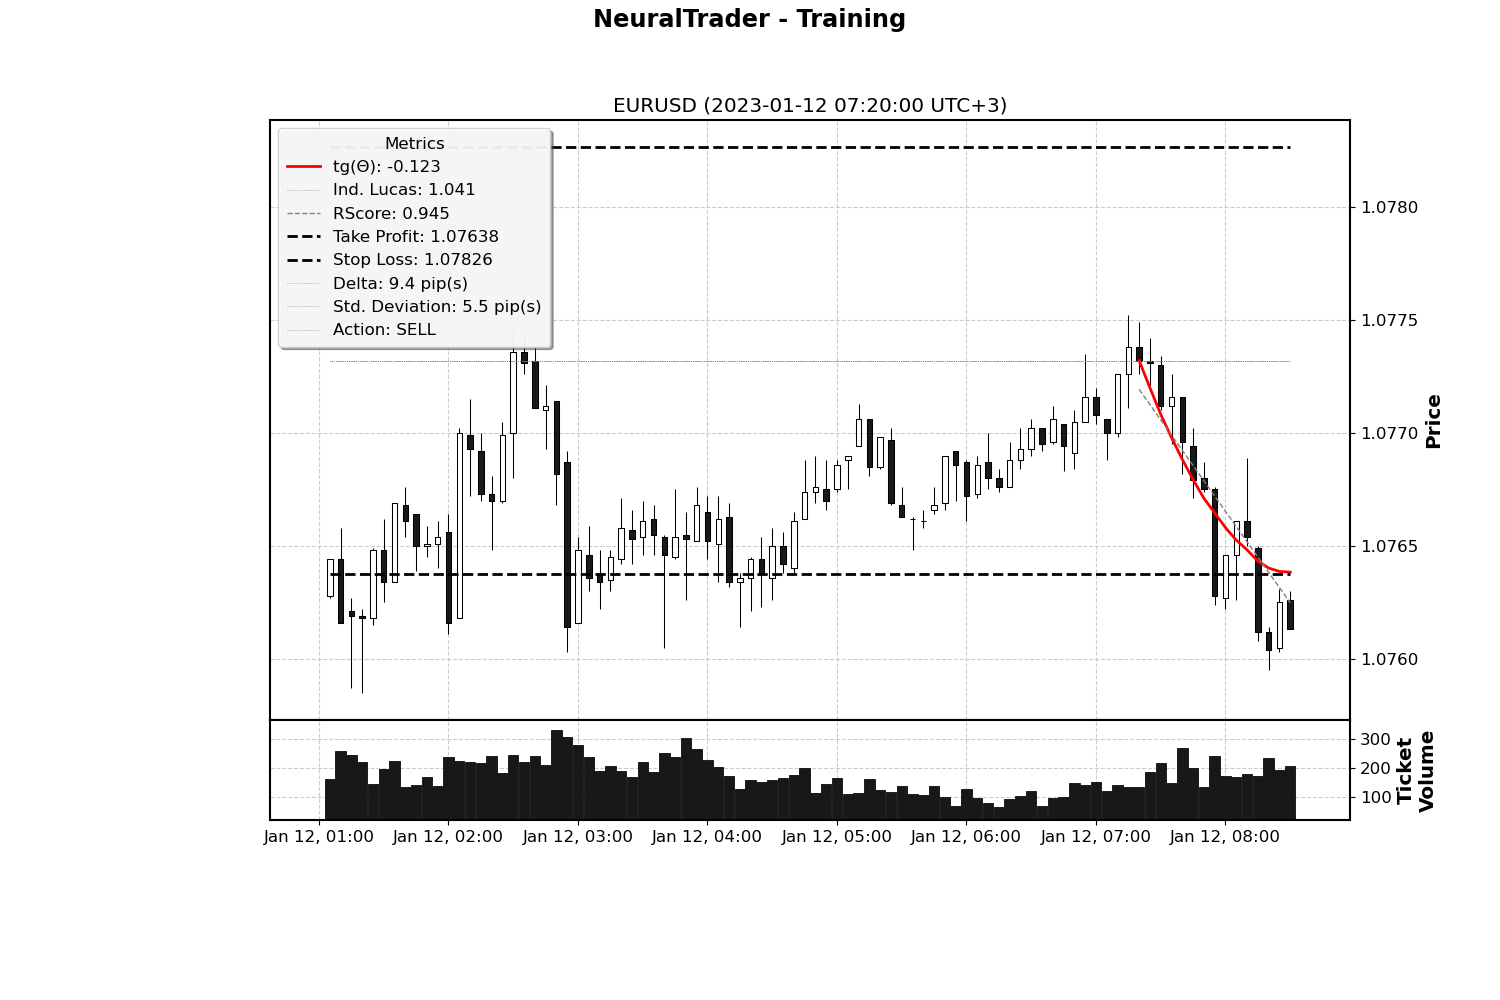 NeuralTrader - Training
EURUSD (2023-01-12 07:20:00 UTC+3)
Metrics
tg(Θ): -0.123
Ind. Lucas: 1.041
RScore: 0.945
Take Profit: 1.07638
Stop Loss: 1.07826
Delta: 9.4 pip(s)
Std. Deviation: 5.5 pip(s)
Action: SELL
1.0780
1.0775
1.0770
1.0765
1.0760
Price
300
200
100
Ticket
Volume
Jan 12, 01:00 Jan 12, 02:00 Jan 12, 03:00 Jan 12, 04:00 Jan 12, 05:00 Jan 12, 06:00 Jan 12, 07:00 Jan 12, 08:00